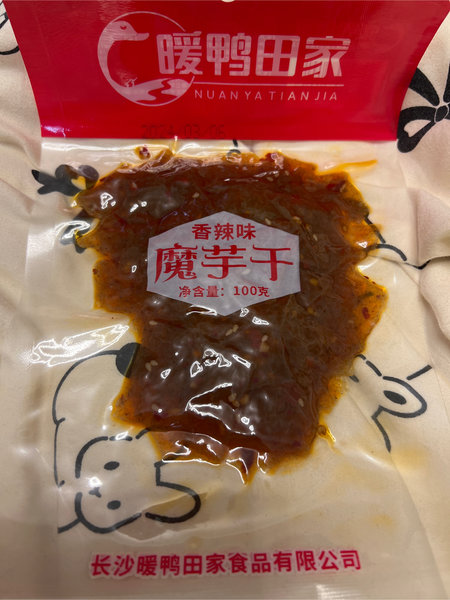 暖鸭田家
NUANYATIANJIA
香辣味
魔芋干
净含量：100克
长沙暖鸭田家食品有限公司